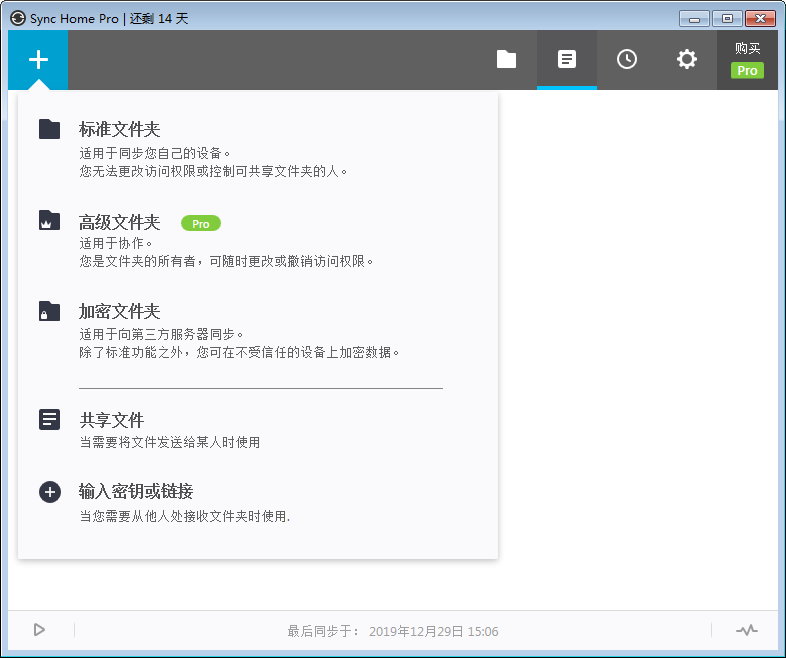 Sync Home Pro | 还剩 14 天
购买
Pro
标准文件夹
适用于同步您自己的设备。
您无法更改访问权限或控制可共享文件夹的人。
高级文件夹 Pro
适用于协作。
您是文件夹的所有者，可随时更改或撤销访问权限。
加密文件夹
适用于向第三方服务器同步。
除了标准功能之外，您可在不受信任的设备上加密数据。
共享文件
当需要将文件发送给某人时使用
输入密钥或链接
当您需要从他人处接收文件夹时使用.
最后同步于： 2019年12月29日 15:06